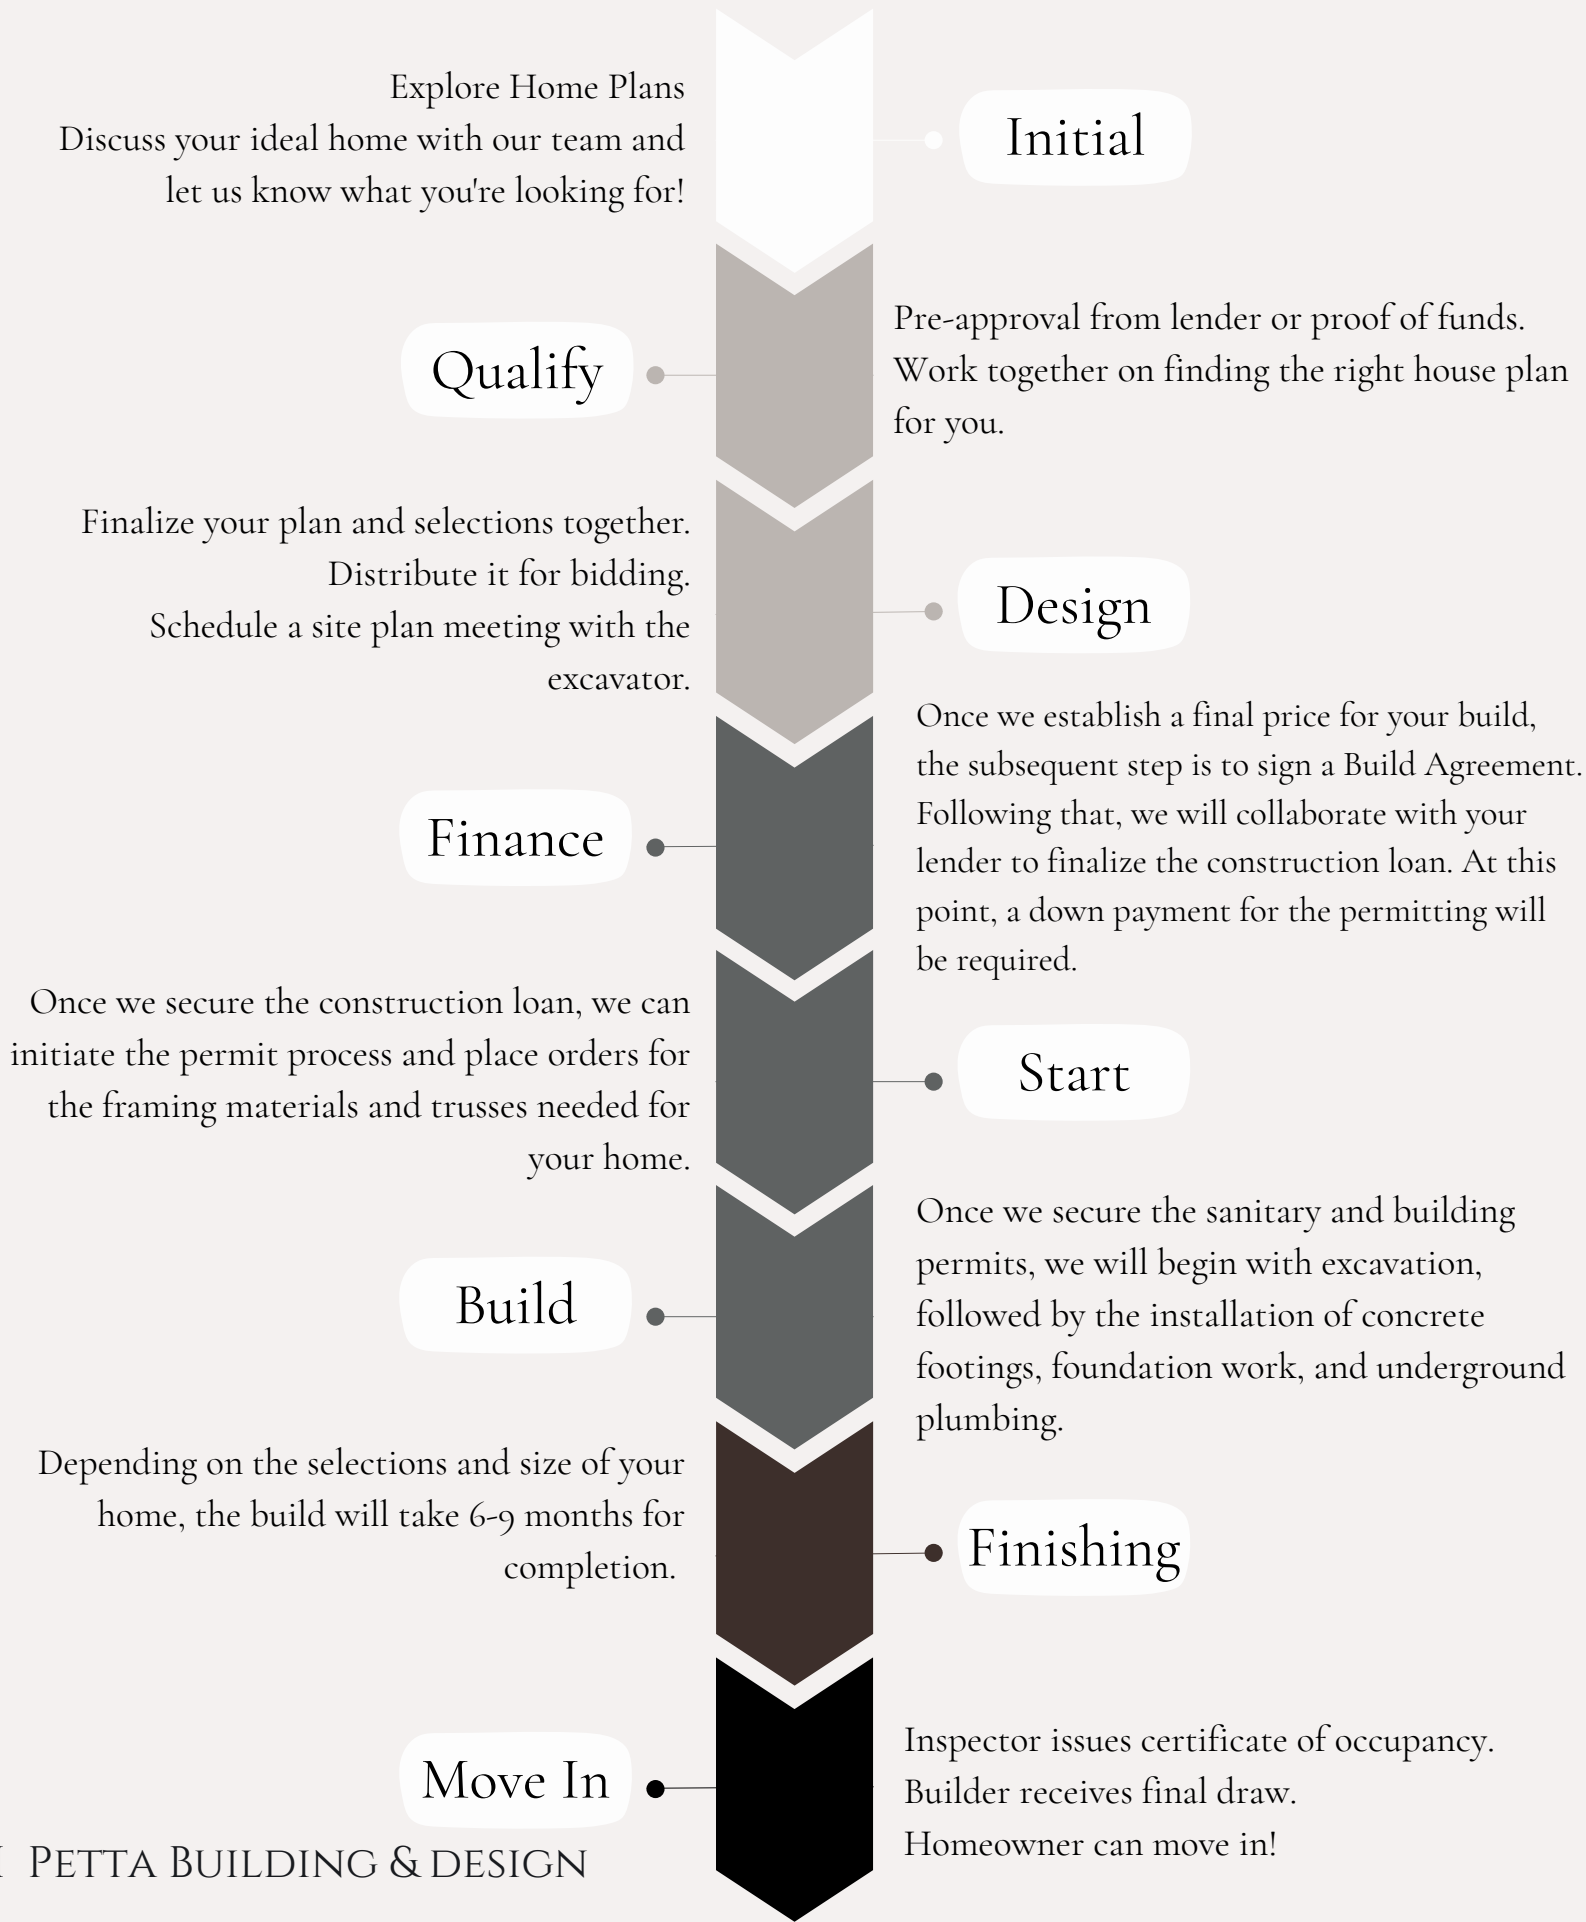 Explore Home Plans
Discuss your ideal home with our team and
let us know what you're looking for!
Initial
Qualify
Pre-approval from lender or proof of funds.
Work together on finding the right house plan
for you.
Finalize your plan and selections together.
Distribute it for bidding.
Schedule a site plan meeting with the
excavator.
Design
Finance
Once we establish a final price for your build,
the subsequent step is to sign a Build Agreement.
Following that, we will collaborate with your
lender to finalize the construction loan. At this
point, a down payment for the permitting will
be required.
Once we secure the construction loan, we can
initiate the permit process and place orders for
the framing materials and trusses needed for
your home.
Start
Build
Once we secure the sanitary and building
permits, we will begin with excavation,
followed by the installation of concrete
footings, foundation work, and underground
plumbing.
Depending on the selections and size of your
home, the build will take 6-9 months for
completion.
Finishing
Move In
Inspector issues certificate of occupancy.
Builder receives final draw.
Homeowner can move in!
Petta Building & design